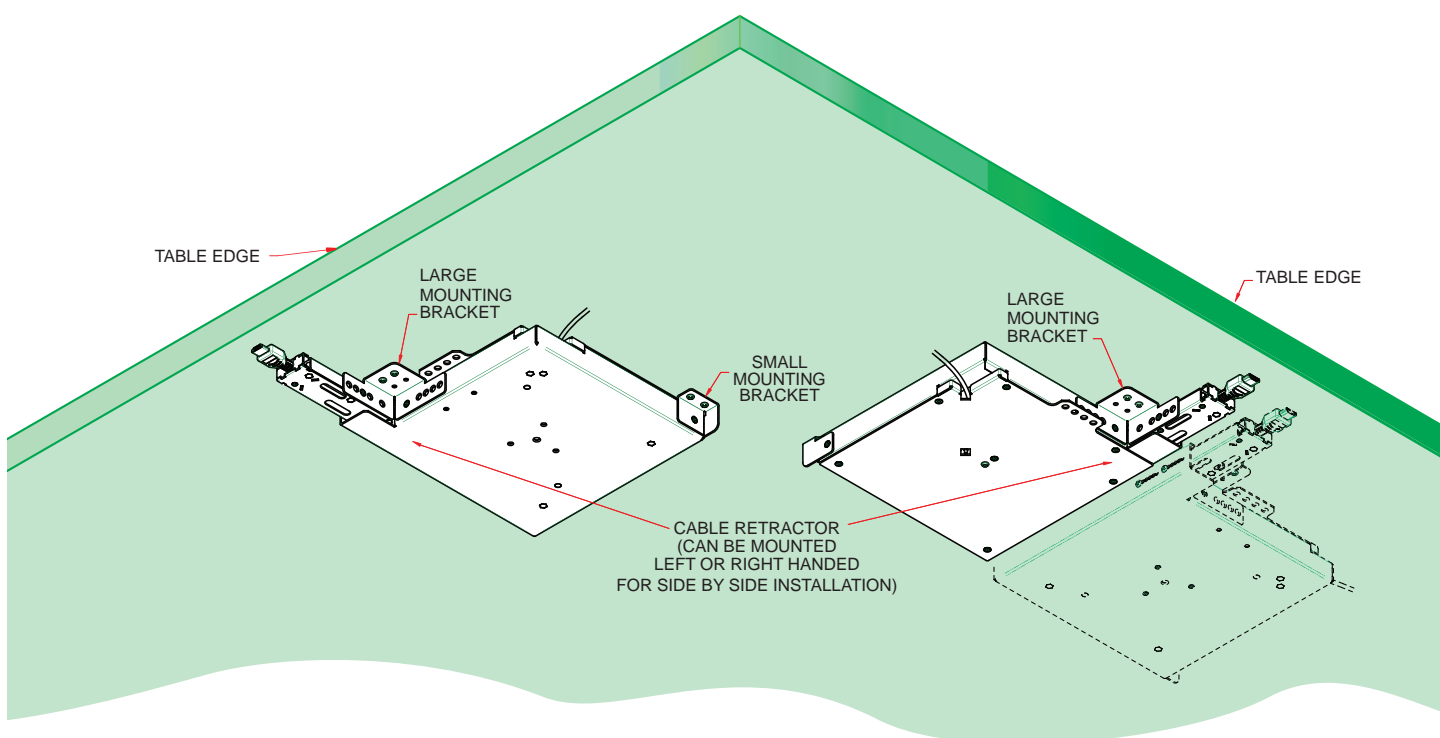 TABLE EDGE
LARGE
MOUNTING
BRACKET
SMALL
MOUNTING
BRACKET
LARGE
MOUNTING
BRACKET
TABLE EDGE
CABLE RETRACTOR
(CAN BE MOUNTED
LEFT OR RIGHT HANDED
FOR SIDE BY SIDE INSTALLATION)